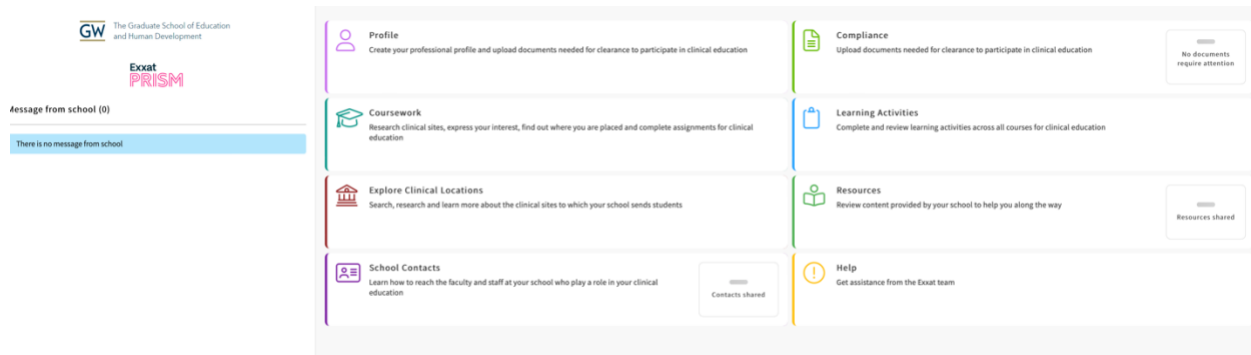 GW
The Graduate School of Education
and Human Development
Exxat
PRISM
Message from school (0)
There is no message from school
Profile
Create your professional profile and upload documents needed for clearance to participate in clinical education
Compliance
Upload documents needed for clearance to participate in clinical education
No documents
require attention
Coursework
Research clinical sites, express your interest, find out where you are placed and complete assignments for clinical
education
Learning Activities
Complete and review learning activities across all courses for clinical education
Explore Clinical Locations
Search, research and learn more about the clinical sites to which your school sends students
Resources
Review content provided by your school to help you along the way
Resources shared
School Contacts
Learn how to reach the faculty and staff at your school who play a role in your clinical
education
Contacts shared
Help
Get assistance from the Exxat team